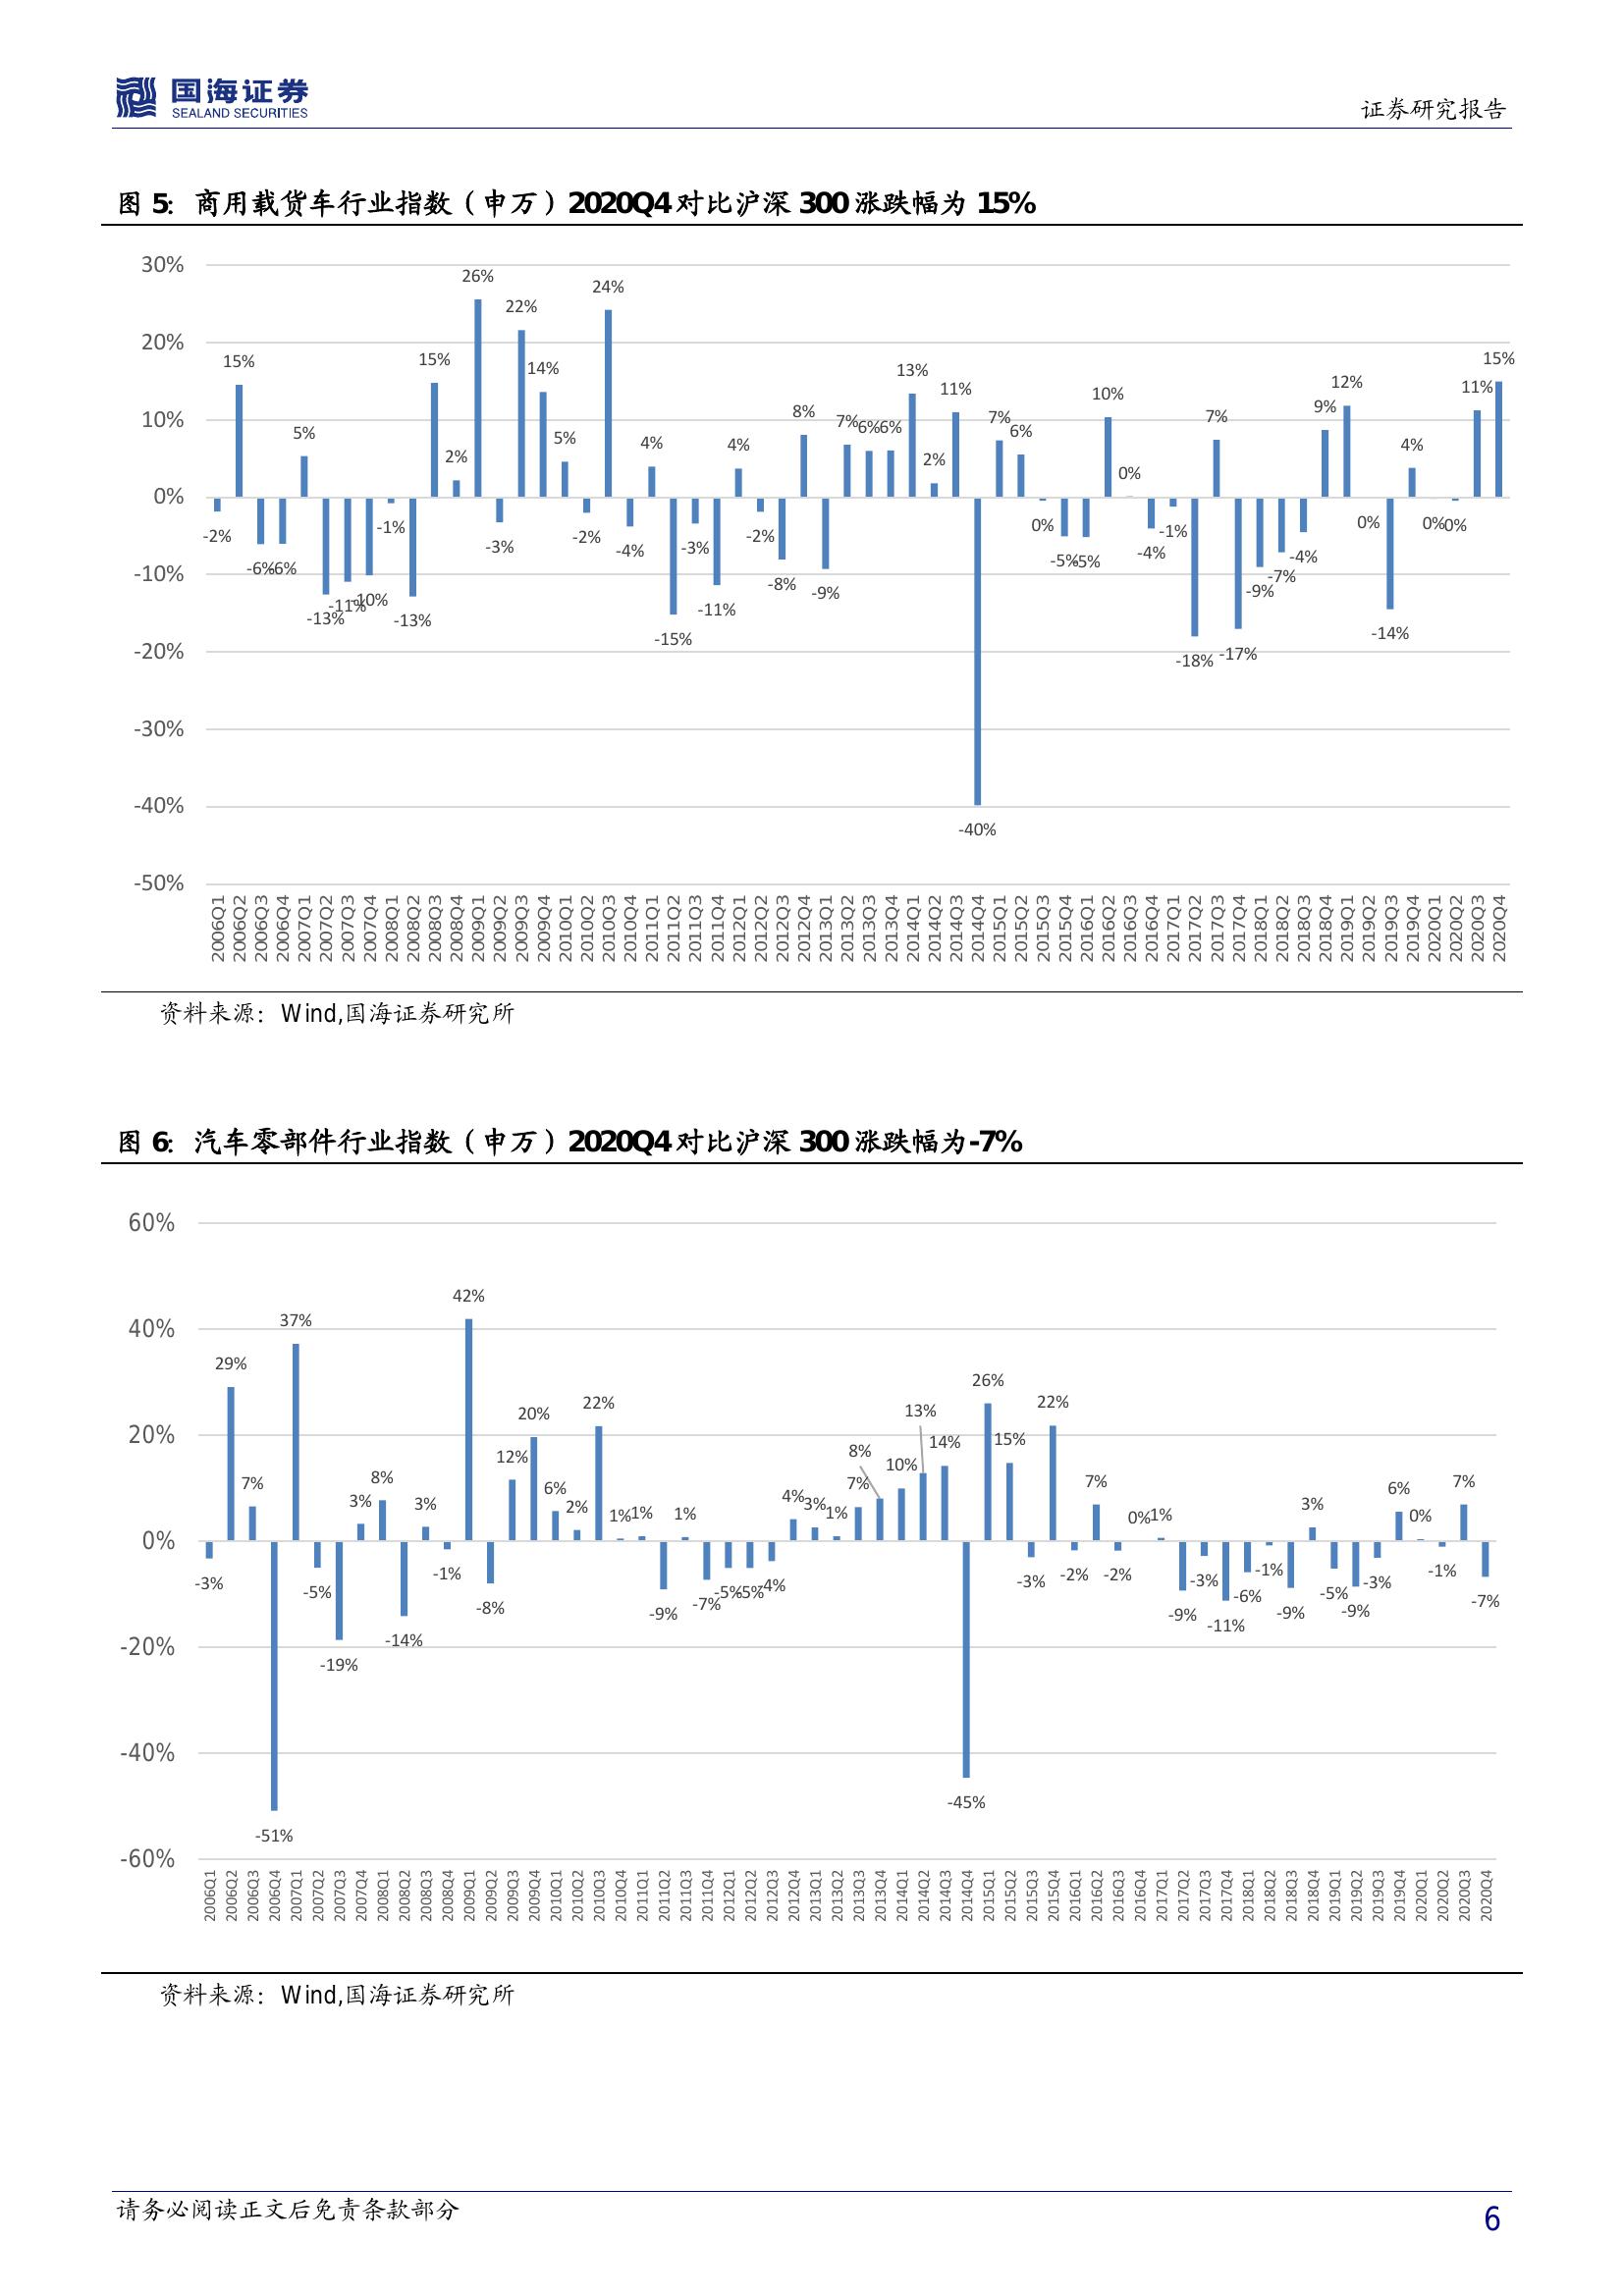 国海证券
SEALAND SECURITIES
证券研究报告
图 5：商用载货车行业指数（申万）2020Q4 对比沪深 300 涨跌幅为 15%
30%
20%
10%
0%
-10%
-20%
-30%
-40%
-50%
-2% 15% -6% -6% 5% -13% -11% -10% -1% -13% 15% 2% 26% -3% 22% 14% 5% -2% 24% -4% 4% -15% -3% -11% 4% -2% -8% 8% -9% 7% 6% 6% 13% 2% 11% -40% 7% 6% 0% -5% -5% 10% 0% -4% -1% -18% 7% -17% -9% -7% -4% 9% 12% 0% -14% 4% 0% 0% 11% 15%
2006Q1 2006Q2 2006Q3 2006Q4 2007Q1 2007Q2 2007Q3 2007Q4 2008Q1 2008Q2 2008Q3 2008Q4 2009Q1 2009Q2 2009Q3 2009Q4 2010Q1 2010Q2 2010Q3 2010Q4 2011Q1 2011Q2 2011Q3 2011Q4 2012Q1 2012Q2 2012Q3 2012Q4 2013Q1 2013Q2 2013Q3 2013Q4 2014Q1 2014Q2 2014Q3 2014Q4 2015Q1 2015Q2 2015Q3 2015Q4 2016Q1 2016Q2 2016Q3 2016Q4 2017Q1 2017Q2 2017Q3 2017Q4 2018Q1 2018Q2 2018Q3 2018Q4 2019Q1 2019Q2 2019Q3 2019Q4 2020Q1 2020Q2 2020Q3 2020Q4
资料来源：Wind,国海证券研究所
图 6：汽车零部件行业指数（申万）2020Q4 对比沪深 300 涨跌幅为-7%
60%
40%
20%
0%
-20%
-40%
-60%
-3% 29% 7% -51% 37% -5% -19% 3% 8% -14% 3% -1% 42% -8% 12% 20% 6% 2% 22% 1% 1% -9% 1% -7% -5% -5% -4% 4% 3% 1% 7% 8% 10% 13% 14% -45% 26% 15% -3% 22% -2% 7% -2% 0% 1% -9% -3% -11% -6% -1% -9% 3% -5% -9% -3% 6% 0% -1% 7% -7%
2006Q1 2006Q2 2006Q3 2006Q4 2007Q1 2007Q2 2007Q3 2007Q4 2008Q1 2008Q2 2008Q3 2008Q4 2009Q1 2009Q2 2009Q3 2009Q4 2010Q1 2010Q2 2010Q3 2010Q4 2011Q1 2011Q2 2011Q3 2011Q4 2012Q1 2012Q2 2012Q3 2012Q4 2013Q1 2013Q2 2013Q3 2013Q4 2014Q1 2014Q2 2014Q3 2014Q4 2015Q1 2015Q2 2015Q3 2015Q4 2016Q1 2016Q2 2016Q3 2016Q4 2017Q1 2017Q2 2017Q3 2017Q4 2018Q1 2018Q2 2018Q3 2018Q4 2019Q1 2019Q2 2019Q3 2019Q4 2020Q1 2020Q2 2020Q3 2020Q4
资料来源：Wind,国海证券研究所
请务必阅读正文后免责条款部分
6